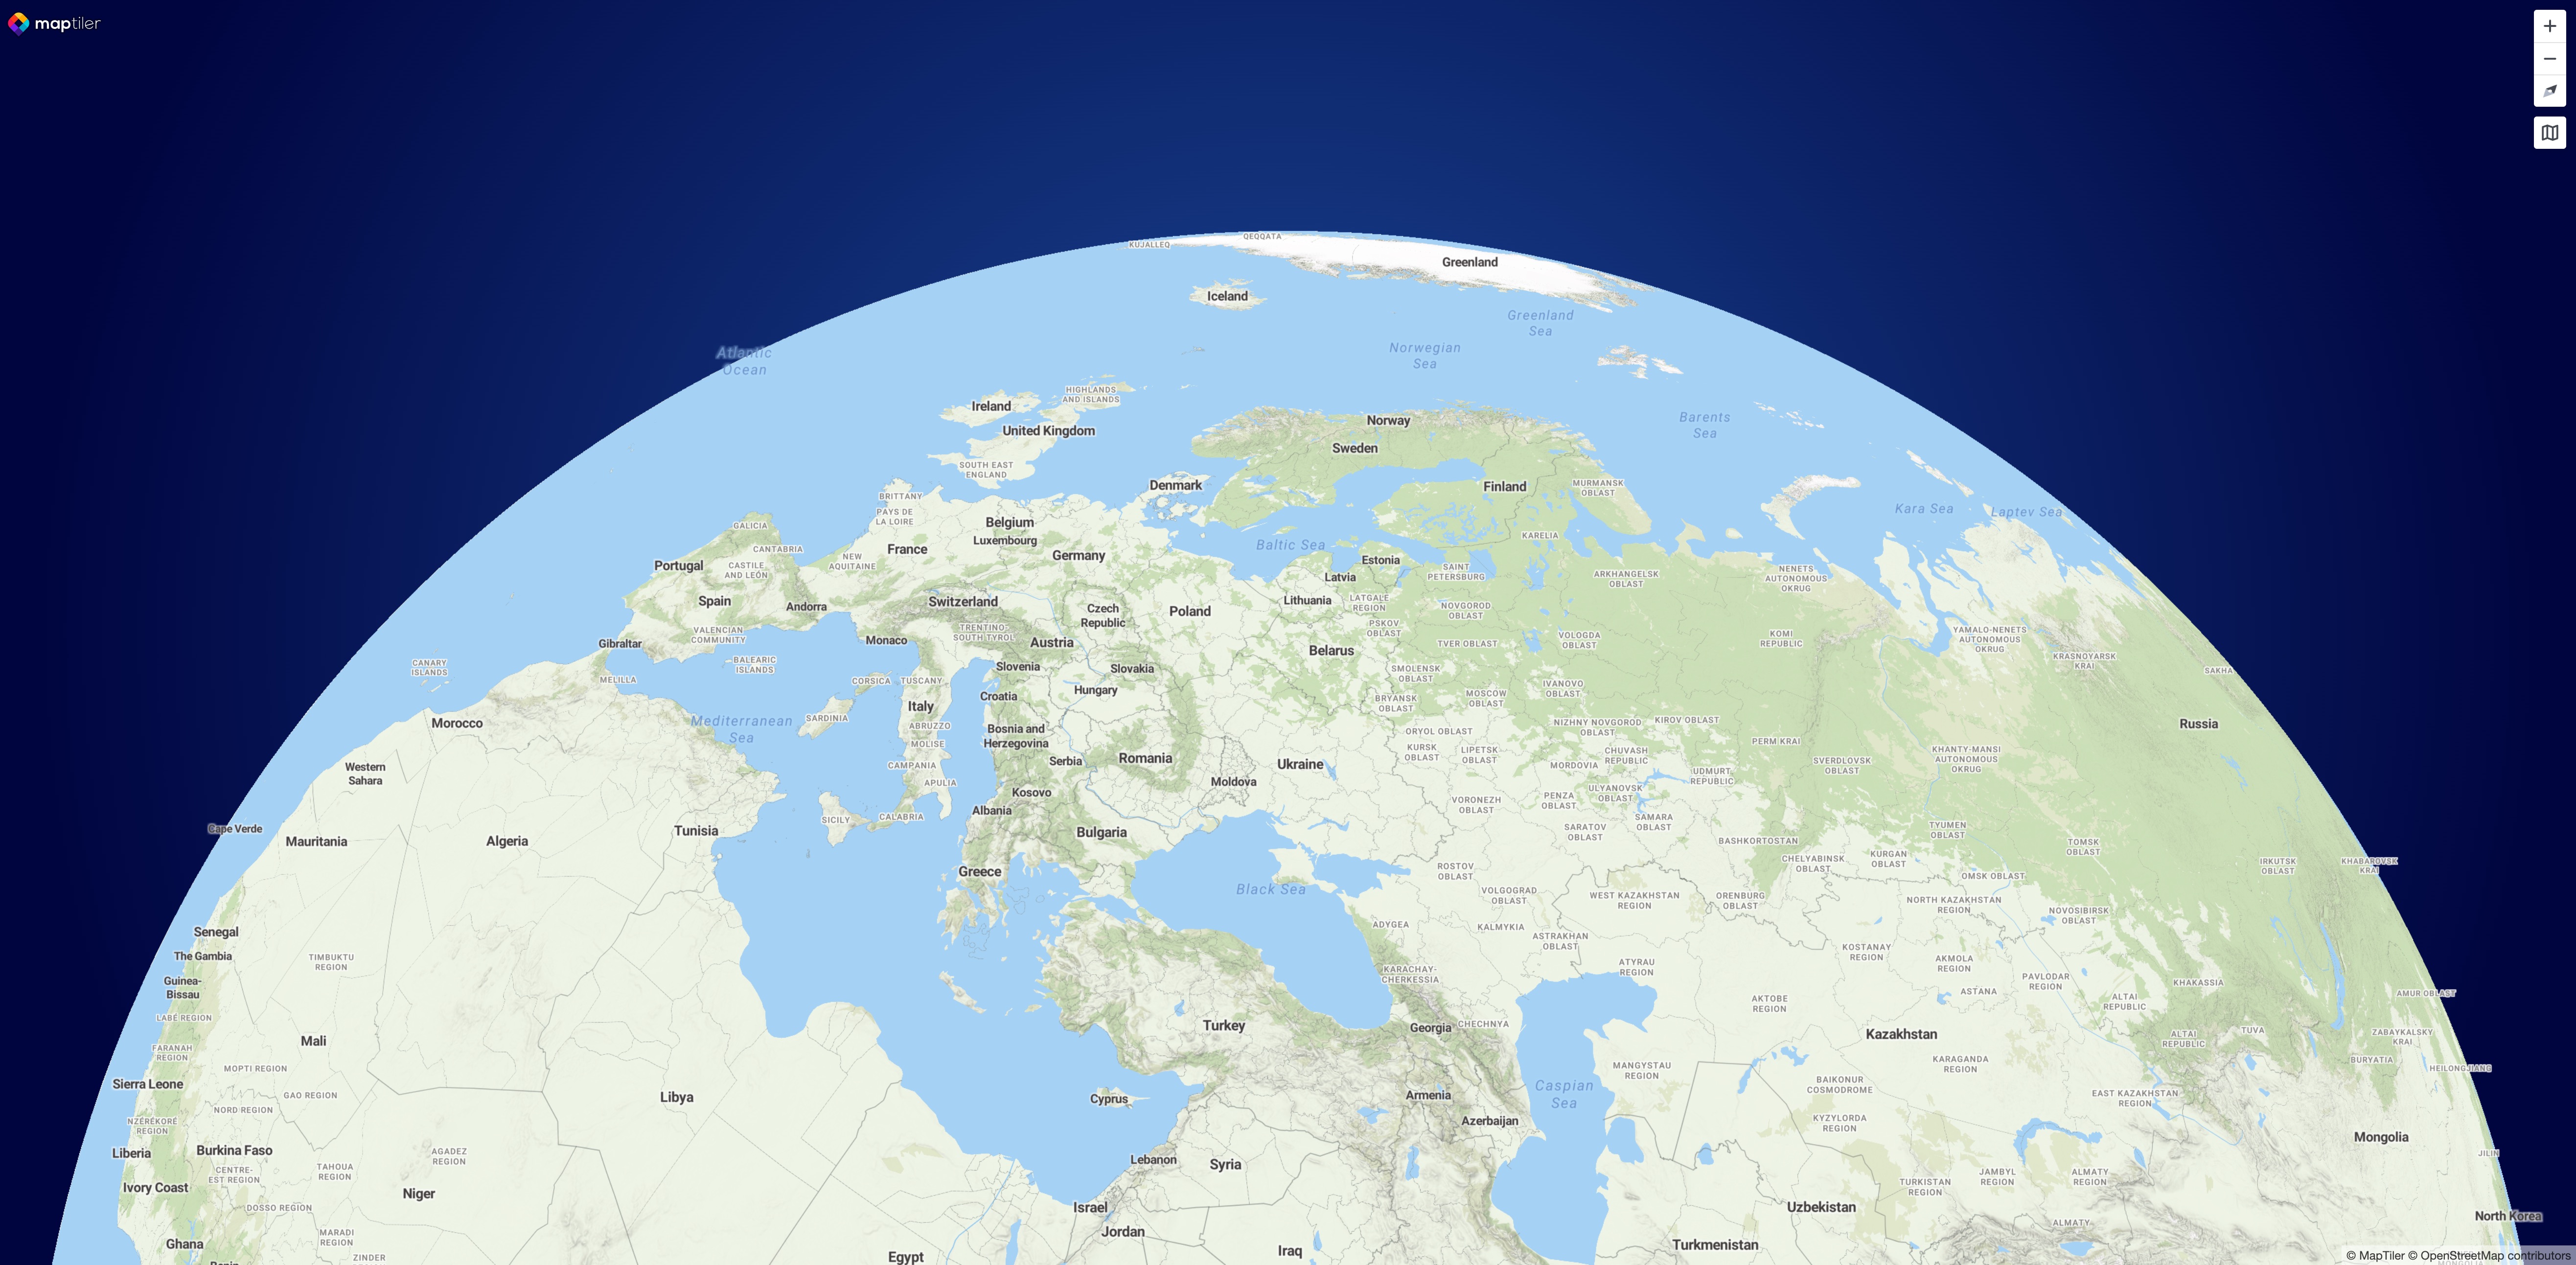 maptiler
KUJALLEQ
QEQQATA
Greenland
Iceland
Greenland
Sea
Norwegian
Sea
Atlantic
Ocean
HIGHLANDS
AND ISLANDS
Ireland
United Kingdom
SOUTH EAST
ENGLAND
Norway
Sweden
Barents
Sea
Denmark
Finland
MURMANSK
OBLAST
Kara Sea
Laptev Sea
BRITTANY
PAYS DE
LA LOIRE
Belgium
Luxembourg
France
Germany
GALICIA
CANTABRIA
NEW
AQUITAINE
Portugal
CASTILE
AND LEÓN
Spain
Andorra
Baltic Sea
KARELIA
Estonia
Latvia
SAINT
PETERSBURG
ARKHANGELSK
OBLAST
NENETS
AUTONOMOUS
OKRUG
Switzerland
Czech
Republic
Poland
Lithuania
LATGALE
REGION
NOVGOROD
OBLAST
PSKOV
OBLAST
TVER OBLAST
VOLOGDA
OBLAST
KOMI
REPUBLIC
YAMALO-NENETS
AUTONOMOUS
OKRUG
KRASNOYARSK
KRAI
SAKHA
Gibraltar
VALENCIAN
COMMUNITY
Monaco
TRENTINO-
SOUTH TYROL
Austria
Belarus
CANARY
ISLANDS
MELILLA
BALEARIC
ISLANDS
CORSICA
TUSCANY
Slovenia
Slovakia
SMOLENSK
OBLAST
Croatia
Hungary
BRYANSK
OBLAST
MOSCOW
OBLAST
IVANOVO
OBLAST
Morocco
Mediterranean
Sea
SARDINIA
Italy
ABRUZZO
MOLISE
Bosnia and
Herzegovina
ORYOL OBLAST
NIZHNY NOVGOROD
OBLAST
KIROV OBLAST
PERM KRAI
Russia
Western
Sahara
CAMPANIA
APULIA
Serbia
Romania
Moldova
Ukraine
KURSK
OBLAST
LIPETSK
OBLAST
MORDOVIA
CHUVASH
REPUBLIC
UDMURT
REPUBLIC
SVERDLOVSK
OBLAST
KHANTY-MANSI
AUTONOMOUS
OKRUG
Kosovo
Albania
VORONEZH
OBLAST
PENZA
OBLAST
ULYANOVSK
OBLAST
Cape Verde
Mauritania
Algeria
Tunisia
SICILY
CALABRIA
Bulgaria
SARATOV
OBLAST
SAMARA
OBLAST
BASHKORTOSTAN
TYUMEN
OBLAST
TOMSK
OBLAST
Greece
Black Sea
ROSTOV
OBLAST
VOLGOGRAD
OBLAST
WEST KAZAKHSTAN
REGION
ORENBURG
OBLAST
CHELYABINSK
OBLAST
KURGAN
OBLAST
OMSK OBLAST
IRKUTSK
OBLAST
KHABAROVSK
KRAI
Senegal
The Gambia
Guinea-
Bissau
TIMBUKTU
REGION
ADYGEA
KALMYKIA
ASTRAKHAN
OBLAST
NORTH KAZAKHSTAN
REGION
NOVOSIBIRSK
OBLAST
KOSTANAY
REGION
AKMOLA
REGION
KARACHAY-
CHERKESSIA
ATYRAU
REGION
PAVLODAR
REGION
KHAKASSIA
ASTANA
AMUR OBLAST
LABÉ REGION
AKTOBE
REGION
ALTAI
REPUBLIC
Mali
Turkey
Georgia
CHECHNYA
Kazakhstan
ALTAI
REPUBLIC
TUVA
ZABAYKALSKY
KRAI
FARANAH
REGION
MOPTI REGION
MANGYSTAU
REGION
KARAGANDA
REGION
BURYATIA
HEILONGJIANG
Sierra Leone
GAO REGION
Libya
Cyprus
Armenia
Caspian
Sea
BAIKONUR
COSMODROME
EAST KAZAKHSTAN
REGION
NORD REGION
NZÉRÉKORÉ
REGION
Azerbaijan
KYZYLORDA
REGION
Mongolia
Liberia
Burkina Faso
AGADEZ
REGION
Lebanon
Syria
JILIN
CENTRE-
EST REGION
TAHOUA
REGION
Ivory Coast
Niger
JAMBYL
REGION
ALMATY
REGION
TURKISTAN
REGION
DOSSO REGION
Israel
Uzbekistan
Jordan
ALMATY
North Korea
MARADI
REGION
Ghana
ZINDER
Egypt
Iraq
Turkmenistan
© MapTiler © OpenStreetMap contributors